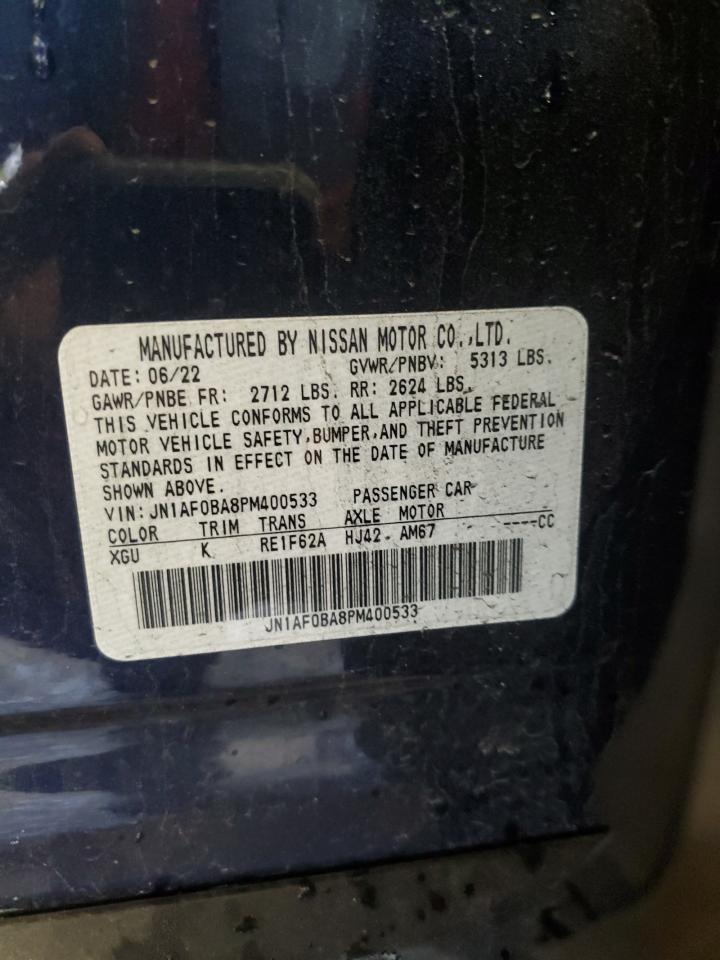 MANUFACTURED BY NISSAN MOTOR CO.,LTD.
DATE: 06/22 GVWR/PNBV: 5313 LBS.
GAWR/PNBE FR: 2712 LBS. RR: 2624 LBS.
THIS VEHICLE CONFORMS TO ALL APPLICABLE FEDERAL
MOTOR VEHICLE SAFETY,BUMPER,AND THEFT PREVENTION
STANDARDS IN EFFECT ON THE DATE OF MANUFACTURE
SHOWN ABOVE.
VIN: JN1AF0BA8PM400533 PASSENGER CAR
COLOR TRIM TRANS AXLE MOTOR
XGU K RE1F62A HJ42 AM67 ----CC
JN1AF0BA8PM400533